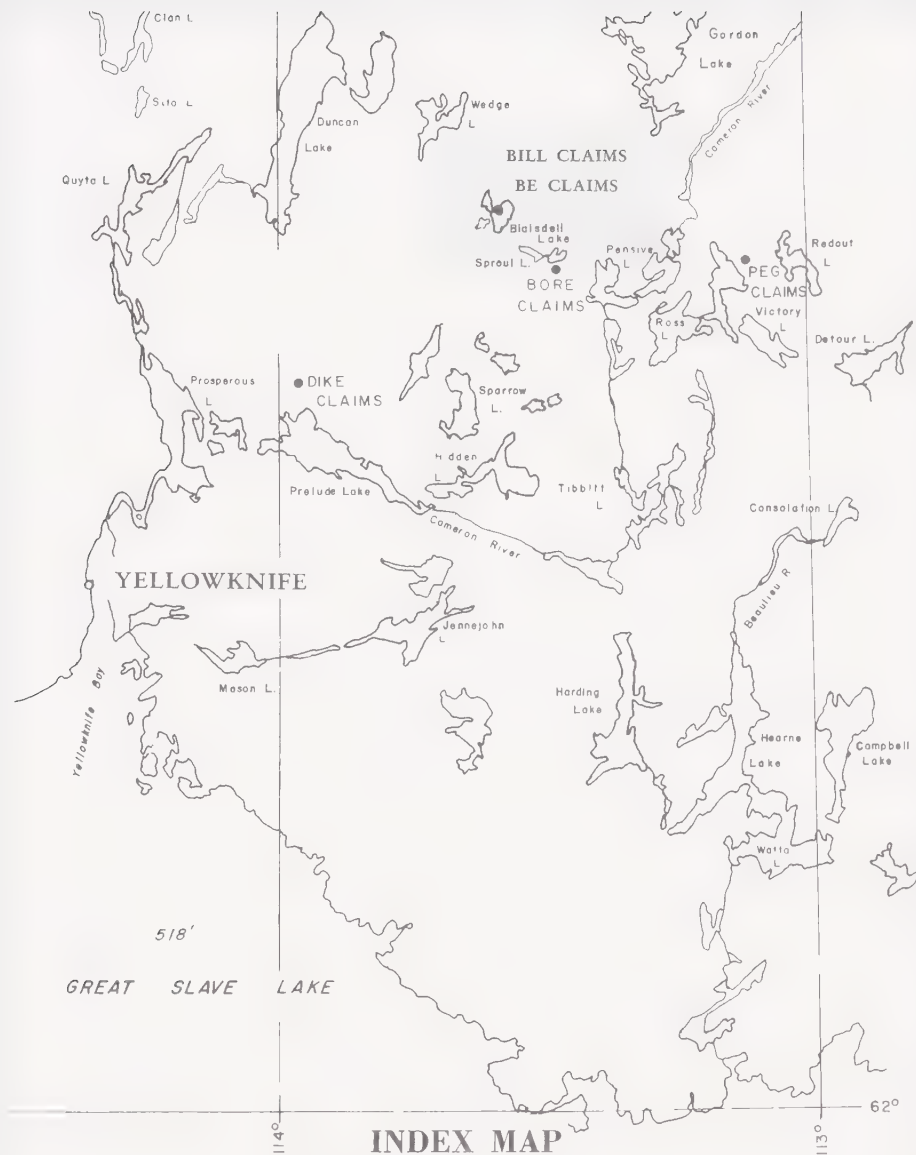 Clan L
Gordon
Lake
Sito L
Wedge
L
Duncan
Lake
Cameron River
BILL CLAIMS
BE CLAIMS
Quyta L
Blaisdell
Lake
Sproul L.
Pensive
L
Redout
L
BORE
CLAIMS
PEG
CLAIMS
Victory
L
Ross
L
Detour L.
Prosperous
L
DIKE
CLAIMS
Sparrow
L.
Hidden
L
Prelude Lake
Tibbitt
L
Cameron River
Consolation L.
YELLOWKNIFE
Beaulieu R
Jennejohn
L
Mason L.
Yellowknife Bay
Harding
Lake
Hearne
Lake
Campbell
Lake
Watta
L
518'
GREAT SLAVE LAKE
62°
114°
113°
INDEX MAP